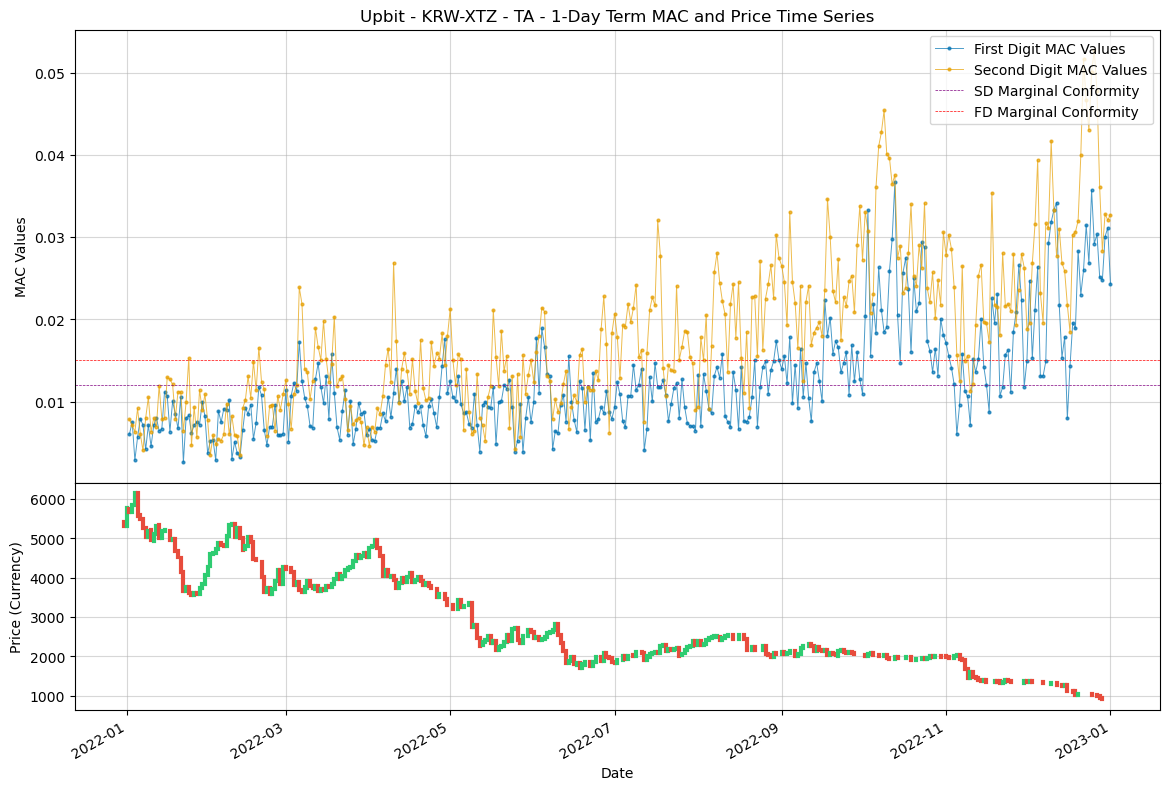 Upbit - KRW-XTZ - TA - 1-Day Term MAC and Price Time Series
First Digit MAC Values
Second Digit MAC Values
SD Marginal Conformity
FD Marginal Conformity
MAC Values
0.05
0.04
0.03
0.02
0.01
Price (Currency)
6000
5000
4000
3000
2000
1000
2022-01
2022-03
2022-05
2022-07
2022-09
2022-11
2023-01
Date